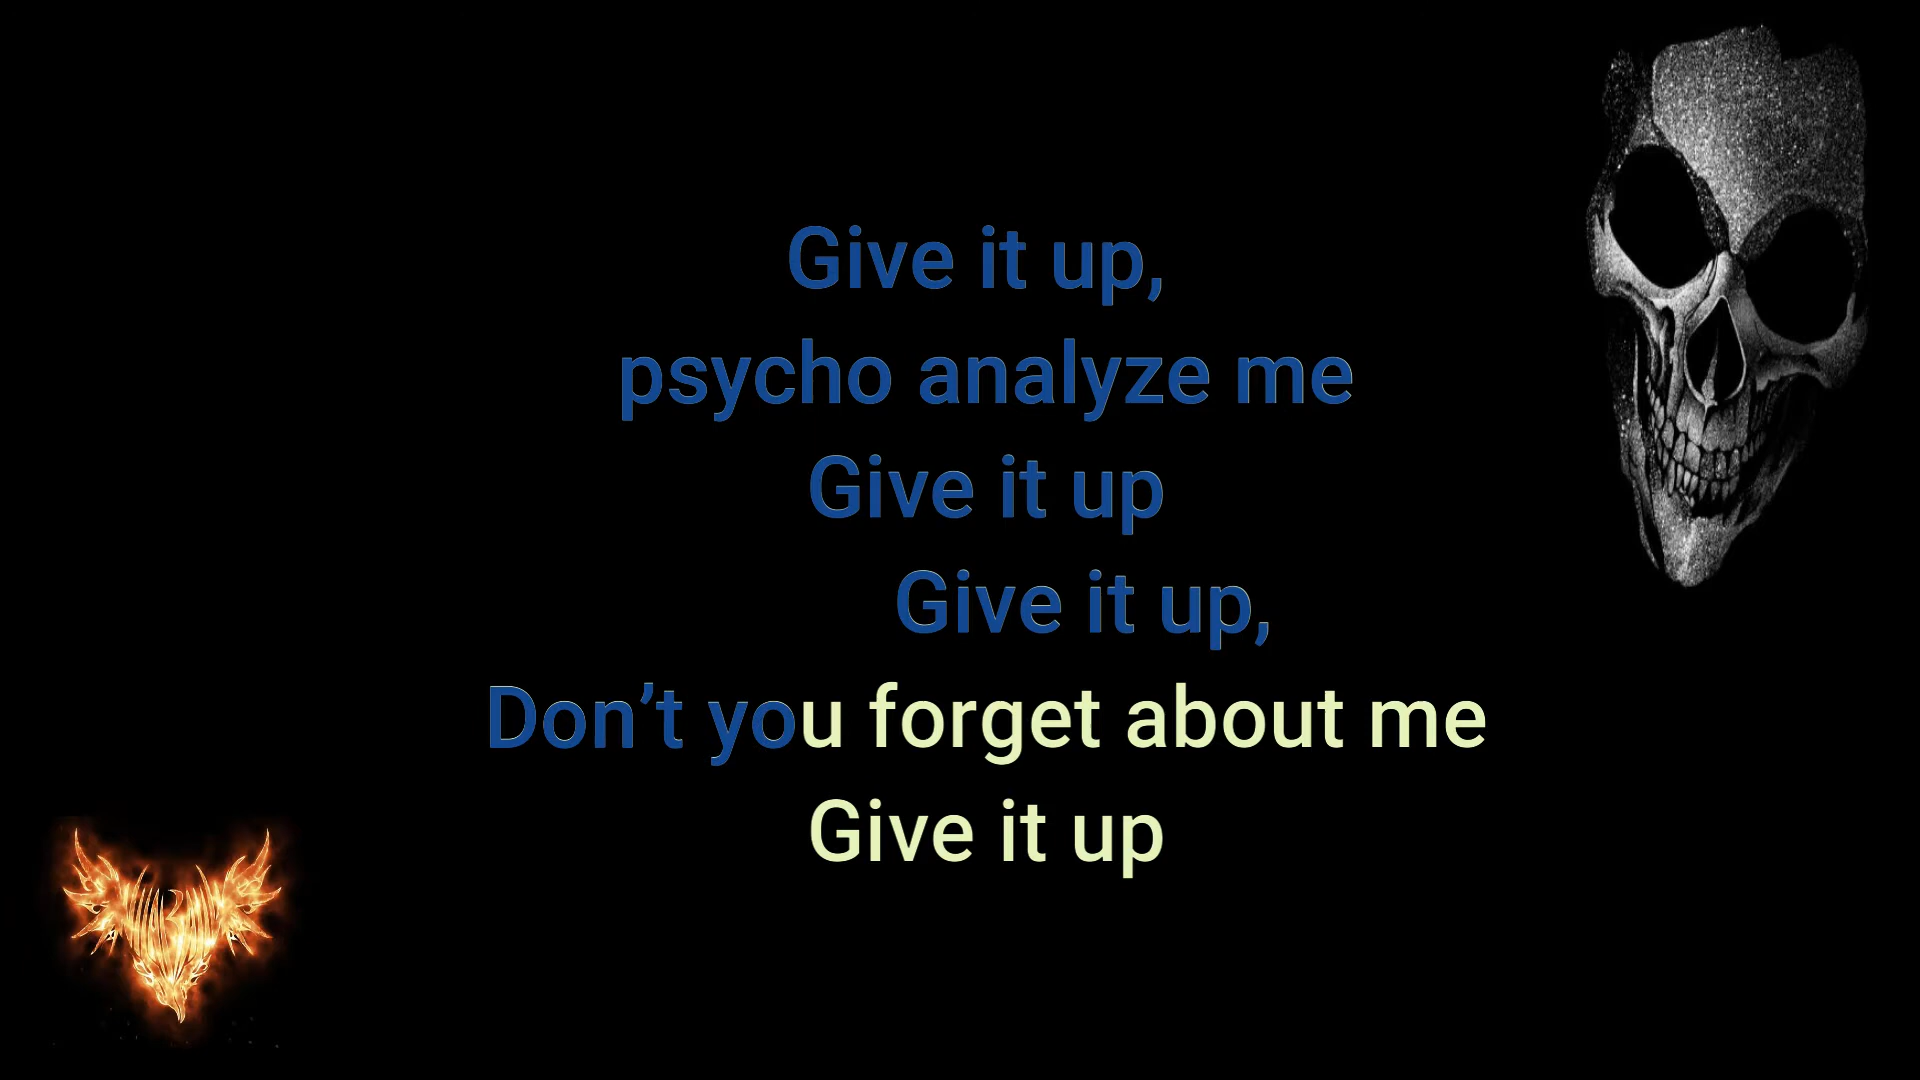 Give it up,
psycho analyze me
Give it up
Give it up,
Don’t you forget about me
Give it up